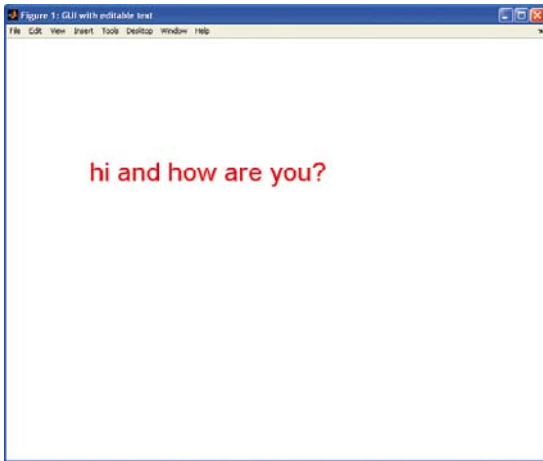 Figure 1: GUI with editable text
File Edit View Insert Tools Desktop Window Help
hi and how are you?